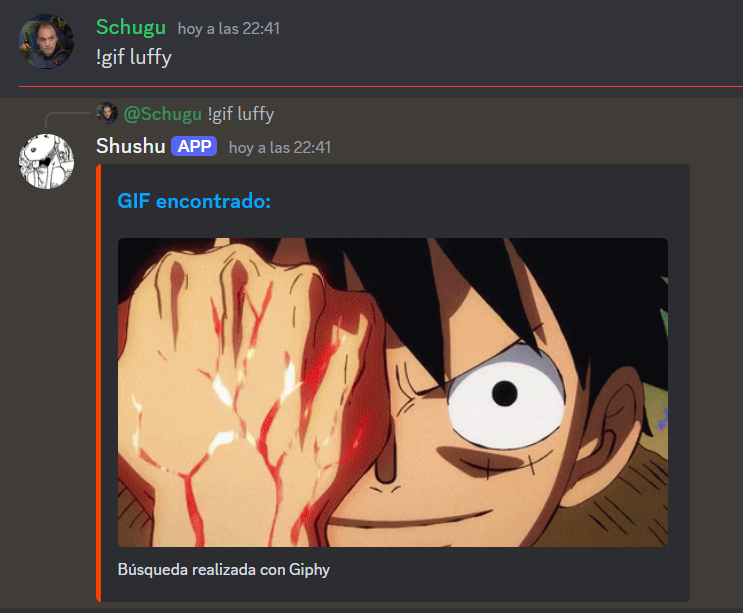 Schugu hoy a las 22:41
!gif luffy
@Schugu !gif luffy
Shushu APP hoy a las 22:41
GIF encontrado:
Búsqueda realizada con Giphy